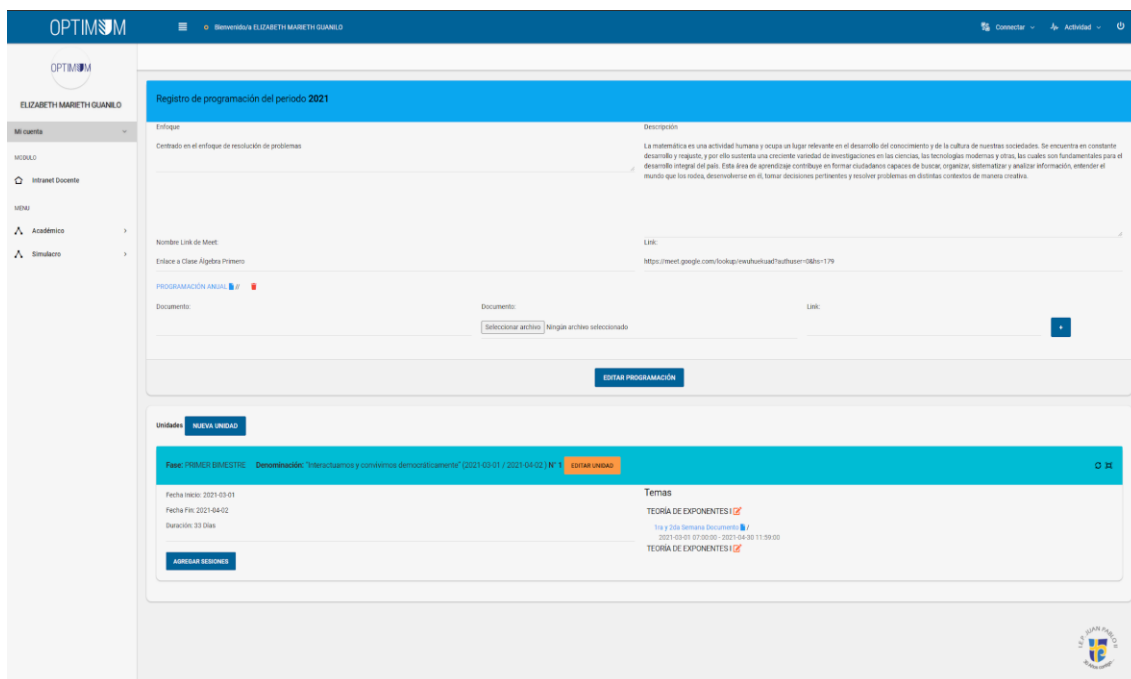 OPTIMUM
Bienvenido/a ELIZABETH MARIETH GUANILO
Connectar
Actividad
OPTIMUM
ELIZABETH MARIETH GUANILO
Mi cuenta
MODULO
Intranet Docente
MENU
Académico
Simulacro
Registro de programación del periodo 2021
Enfoque
Centrado en el enfoque de resolución de problemas
Descripción
La matemática es una actividad humana y ocupa un lugar relevante en el desarrollo del conocimiento y de la cultura de nuestras sociedades. Se encuentra en constante
desarrollo y reajuste, y por ello sustenta una creciente variedad de investigaciones en las ciencias, las tecnologías modernas y otras, las cuales son fundamentales para el
desarrollo integral del país. Esta área de aprendizaje contribuye en formar ciudadanos capaces de buscar, organizar, sistematizar y analizar información, entender el
mundo que los rodea, desenvolverse en él, tomar decisiones pertinentes y resolver problemas en distintas contextos de manera creativa.
Nombre Link de Meet:
Enlace a Clase Álgebra Primero
Link:
https://meet.google.com/lookup/ewuhuekuad?authuser=0&hs=179
PROGRAMACIÓN ANUAL //
Documento:
Documento:
Seleccionar archivo Ningún archivo seleccionado
Link:
+
EDITAR PROGRAMACIÓN
Unidades NUEVA UNIDAD
Fase: PRIMER BIMESTRE Denominación: "Interactuamos y convivimos democráticamente" (2021-03-01 / 2021-04-02 ) N° 1 EDITAR UNIDAD
Fecha Inicio: 2021-03-01
Fecha Fin: 2021-04-02
Duración: 33 Días
AGREGAR SESIONES
Temas
TEORÍA DE EXPONENTES I
1ra y 2da Semana Documento /
2021-03-01 07:00:00 - 2021-04-30 11:59:00
TEORÍA DE EXPONENTES I
I.E.P. JUAN PABLO II